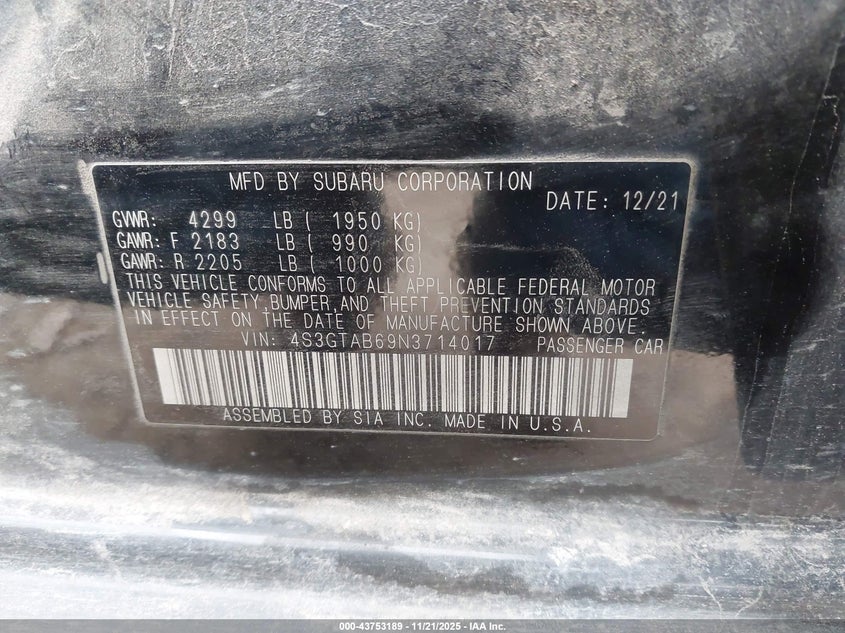 MFD BY SUBARU CORPORATION
DATE: 12/21
GVWR: 4299 LB ( 1950 KG)
GAWR: F 2183 LB ( 990 KG)
GAWR: R 2205 LB ( 1000 KG)
THIS VEHICLE CONFORMS TO ALL APPLICABLE FEDERAL MOTOR
VEHICLE SAFETY,BUMPER,AND THEFT PREVENTION STANDARDS
IN EFFECT ON THE DATE OF MANUFACTURE SHOWN ABOVE.
VIN: 4S3GTAB69N3714017 PASSENGER CAR
ASSEMBLED BY SIA INC. MADE IN U.S.A.
000-43753189 - 11/21/2025 - IAA Inc.